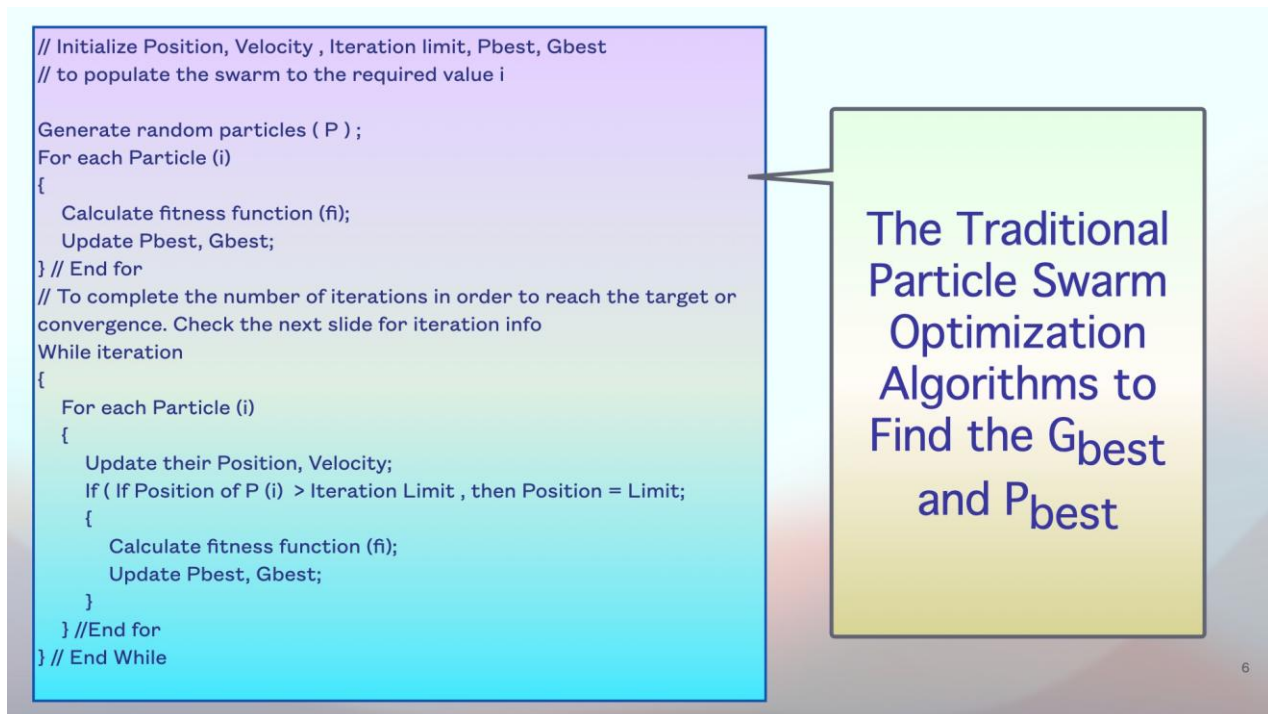 // Initialize Position, Velocity , Iteration limit, Pbest, Gbest
// to populate the swarm to the required value i
Generate random particles ( P ) ;
For each Particle (i)
{
Calculate fitness function (fi);
Update Pbest, Gbest;
} // End for
// To complete the number of iterations in order to reach the target or
convergence. Check the next slide for iteration info
While iteration
{
For each Particle (i)
{
Update their Position, Velocity;
If ( If Position of P (i) > Iteration Limit , then Position = Limit;
{
Calculate fitness function (fi);
Update Pbest, Gbest;
}
} //End for
} // End While
The Traditional
Particle Swarm
Optimization
Algorithms to
Find the Gbest
and Pbest
6